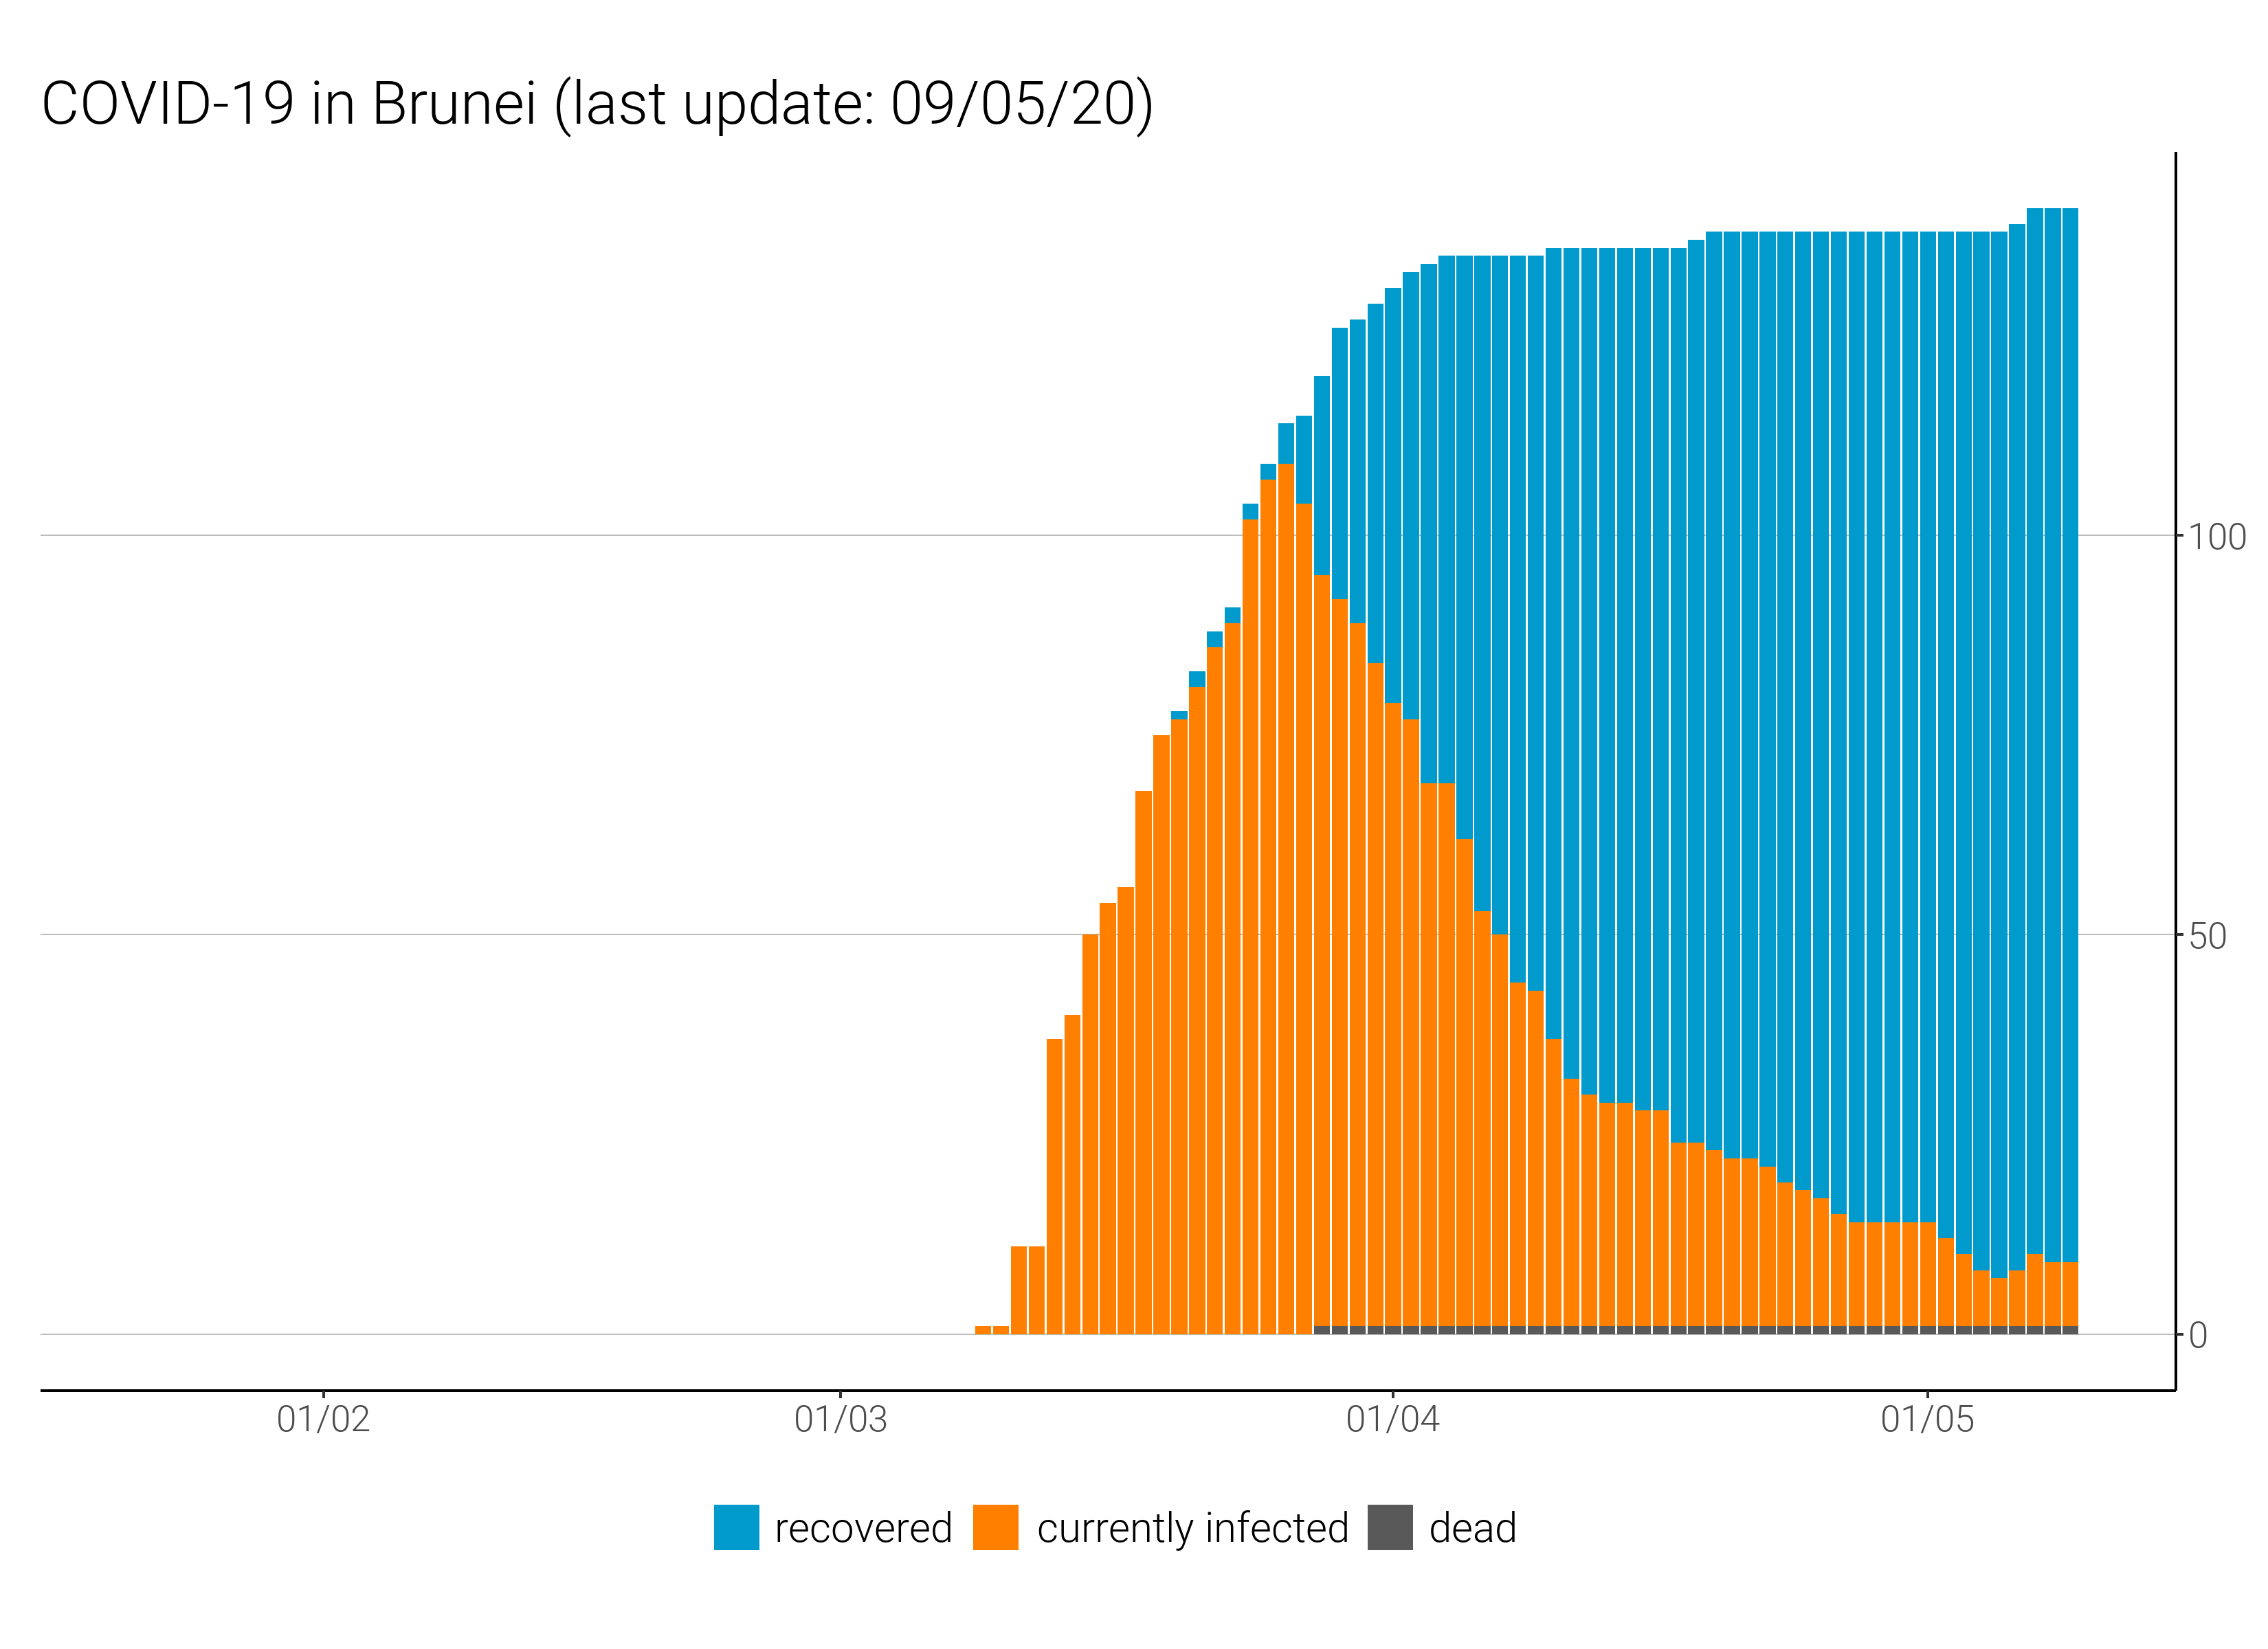 COVID-19 in Brunei (last update: 09/05/20)
100
50
0
01/02 01/03 01/04 01/05
recovered currently infected dead